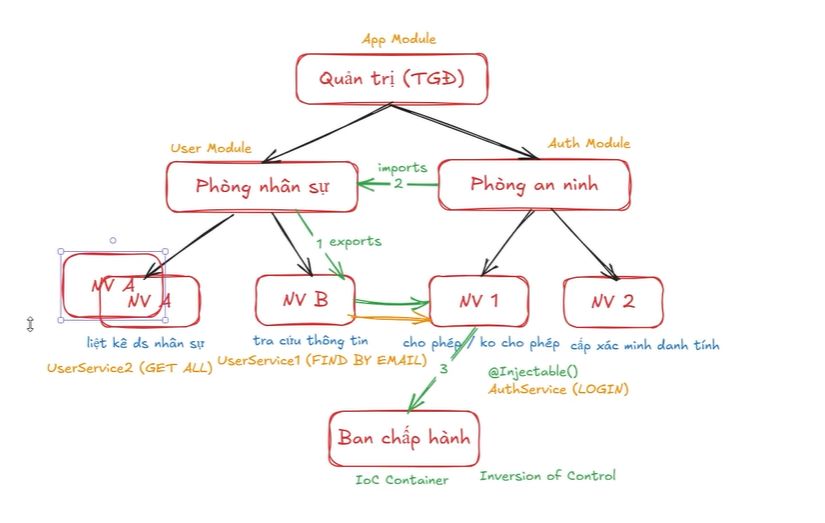 App Module
Quản trị (TGĐ)
User Module
Auth Module
Phòng nhân sự
imports
2
Phòng an ninh
1 exports
NV A
NV A
NV B
NV 1
NV 2
liệt kê ds nhân sự
tra cứu thông tin
cho phép / ko cho phép
cấp xác minh danh tính
UserService2 (GET ALL)
UserService1 (FIND BY EMAIL)
3
@Injectable()
AuthService (LOGIN)
Ban chấp hành
IoC Container
Inversion of Control